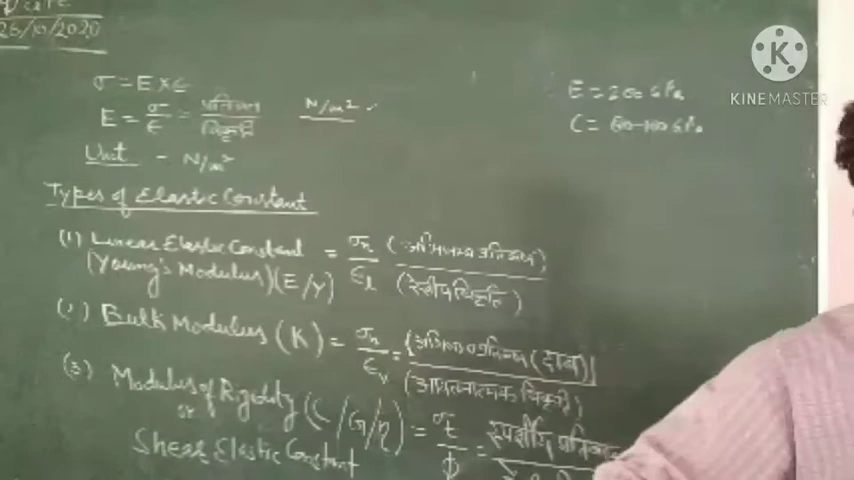 Date
26/10/2020
σ = E × ε
E = σ/ε = प्रतिबल/विकृति N/m²
Unit - N/m²
E = 200 GPa
C = 80-100 GPa
KINEMASTER
Types of Elastic Constant
(1) Linear Elastic Constant = σn/εl (अभिलम्ब प्रतिबल)/(रेखीय विकृति)
(Young's Modulus)(E/Y)
(2) Bulk Modulus (K) = σn/εv = {अभिलम्ब प्रतिबल (दाब)}/(आयतनात्मक विकृति)
(3) Modulus of Rigidity (C/G/η) = σt/ϕ = स्पर्शीय प्रतिबल
or
Shear Elastic Constant